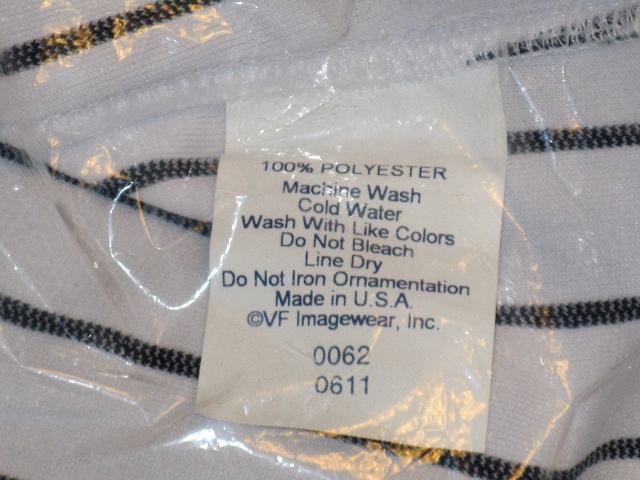 100% POLYESTER
Machine Wash
Cold Water
Wash With Like Colors
Do Not Bleach
Line Dry
Do Not Iron Ornamentation
Made in U.S.A.
©VF Imagewear, Inc.
0062
0611